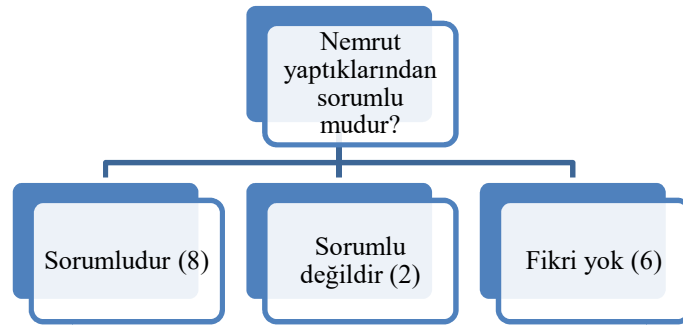 Nemrut
yaptıklarından
sorumlu
mudur?
Sorumludur (8)
Sorumlu
değildir (2)
Fikri yok (6)